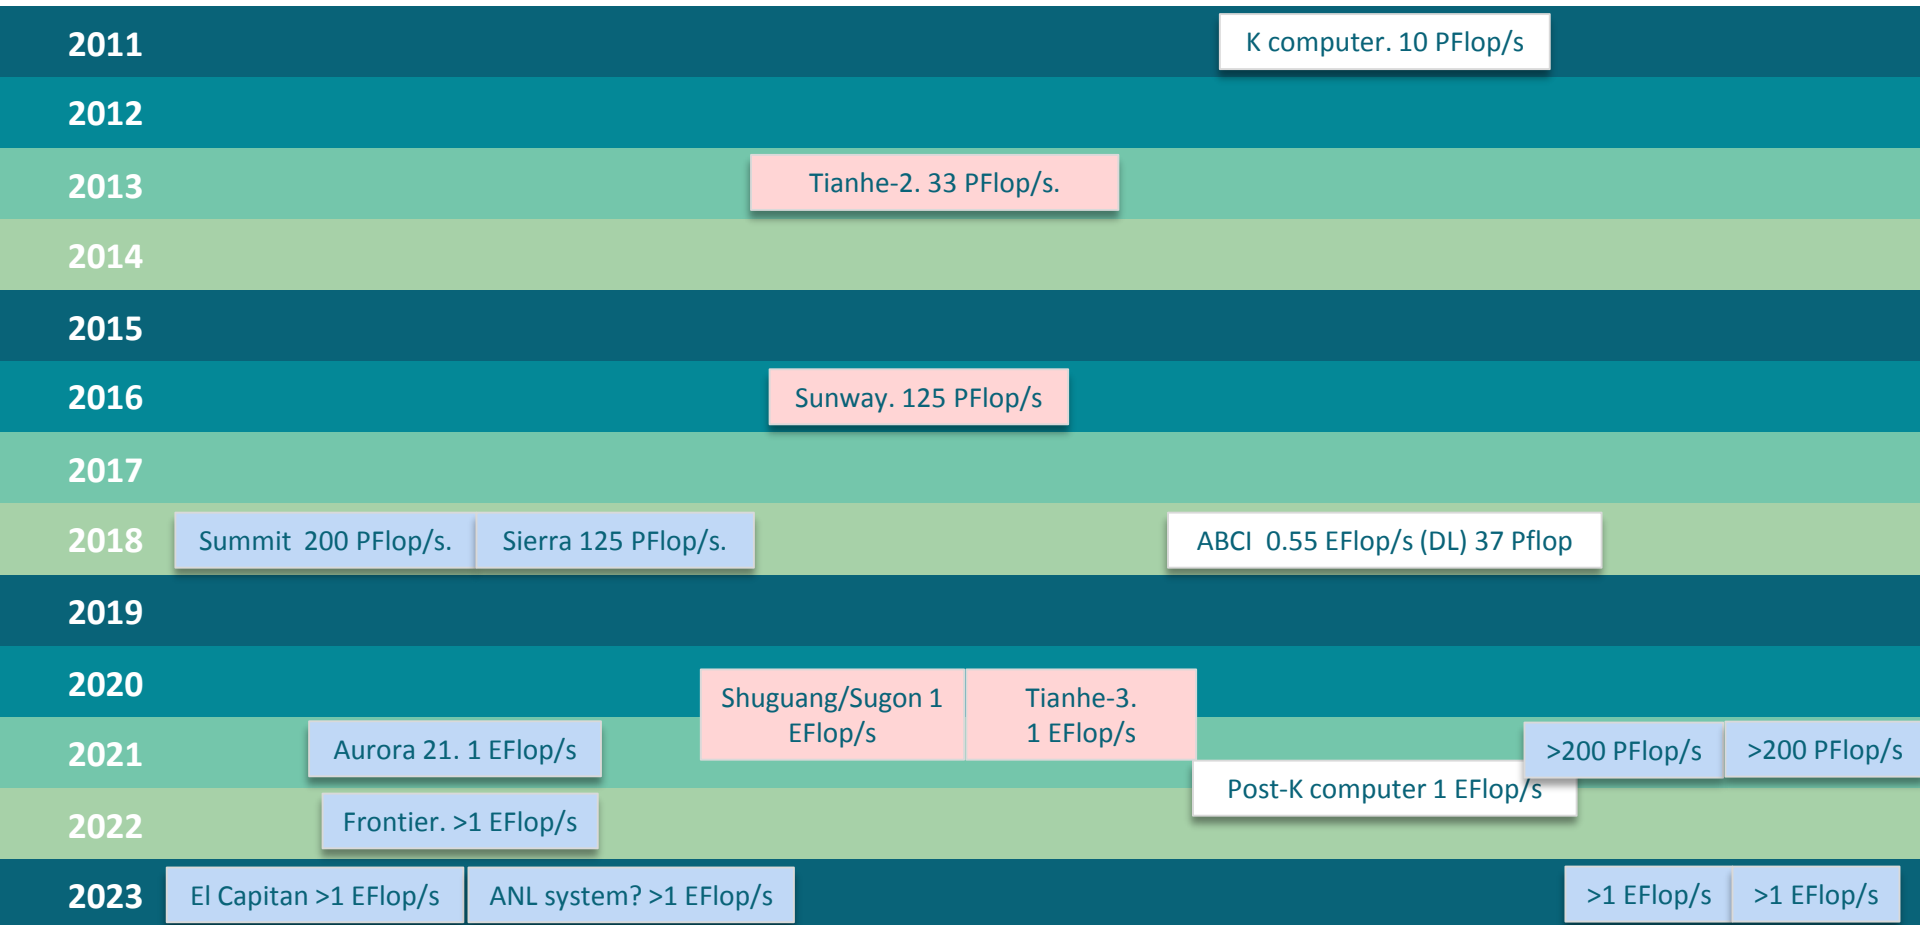 2011
K computer. 10 PFlop/s
2012
2013
Tianhe-2. 33 PFlop/s.
2014
2015
2016
Sunway. 125 PFlop/s
2017
2018
Summit  200 PFlop/s.
Sierra 125 PFlop/s.
ABCI  0.55 EFlop/s (DL) 37 Pflop
2019
2020
Shuguang/Sugon 1
EFlop/s
Tianhe-3.
1 EFlop/s
2021
Aurora 21. 1 EFlop/s
>200 PFlop/s
>200 PFlop/s
Post-K computer 1 EFlop/s
2022
Frontier. >1 EFlop/s
2023
El Capitan >1 EFlop/s
ANL system? >1 EFlop/s
>1 EFlop/s
>1 EFlop/s